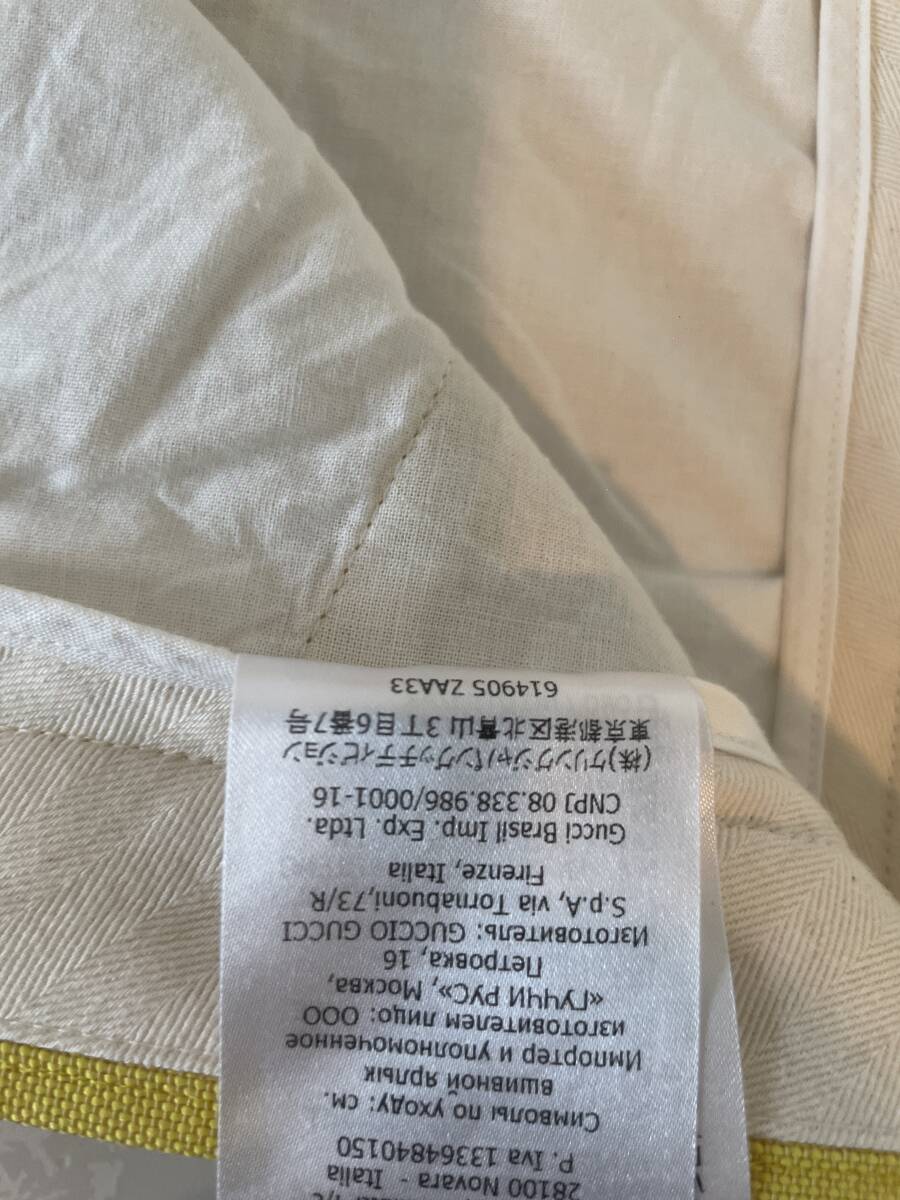 28100 Novara - Italia
P. Iva 13364840150
Символы по уходу: см.
вшивной ярлык
Импортер и уполномоченное
изготовителем лицо: ООО
«ГУЧЧИ РУС», Москва,
Петровка, 16
Изготовитель: GUCCIO GUCCI
S.p.A, via Tornabuoni,73/R
Firenze, Italia
Gucci Brasil Imp. Exp. Ltda.
CNPJ 08.338.986/0001-16
(株)ケリングジャパングッチディビジョン
東京都港区北青山3丁目6番7号
614905 ZAA33